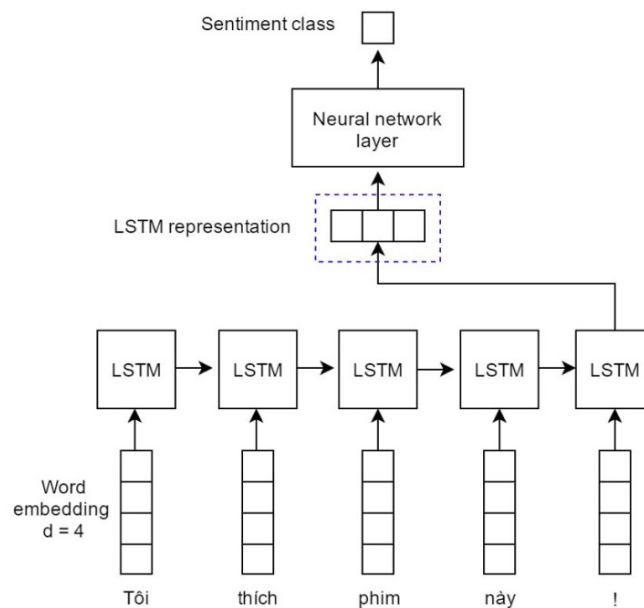 Sentiment class
Neural network
layer
LSTM representation
LSTM LSTM LSTM LSTM LSTM
Word
embedding
d = 4
Tôi thích phim này !